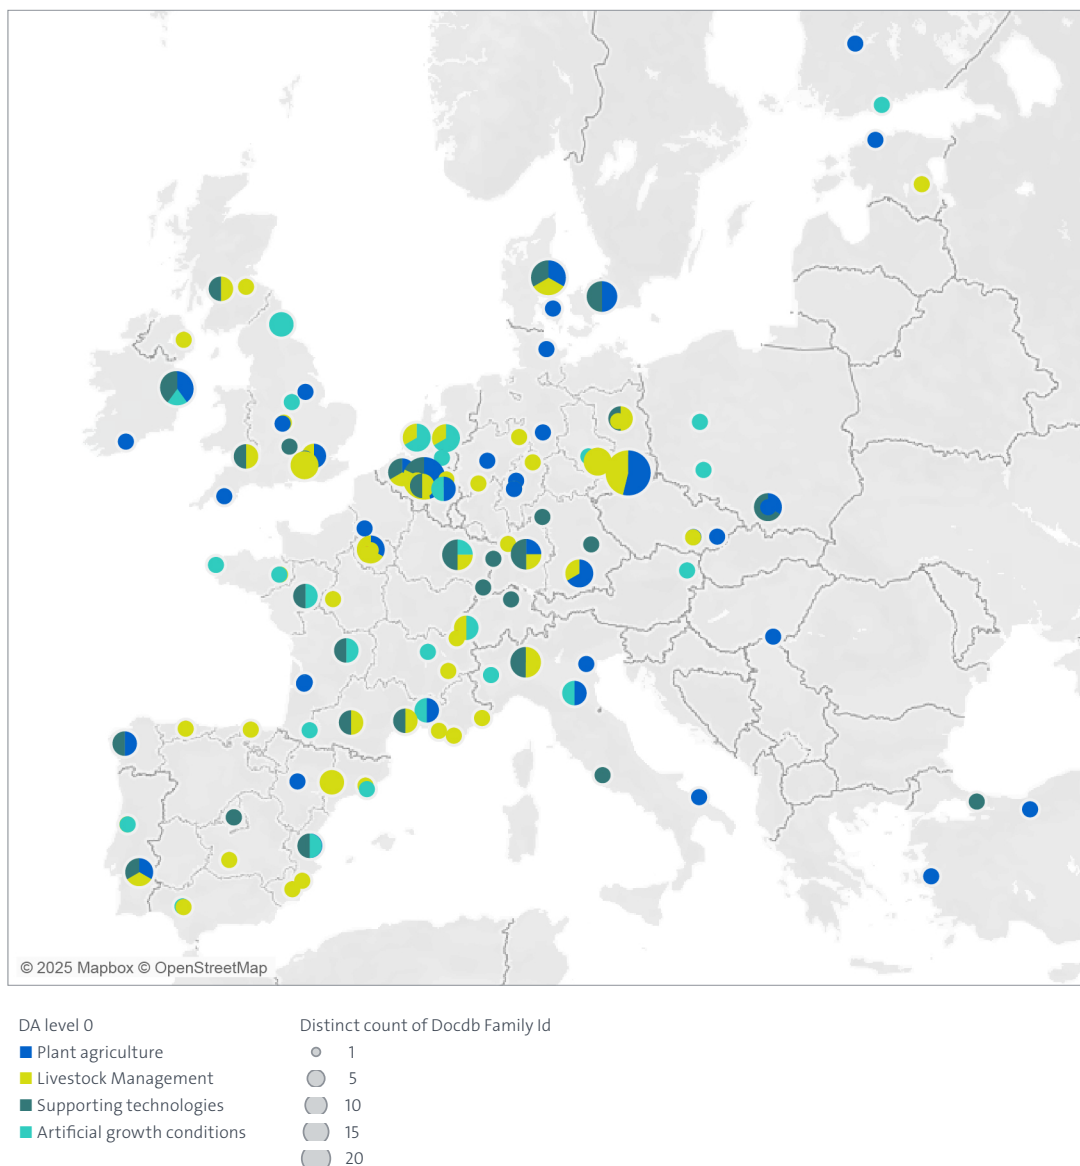 © 2025 Mapbox © OpenStreetMap
DA level 0
Plant agriculture
Livestock Management
Supporting technologies
Artificial growth conditions
Distinct count of Docdb Family Id
1
5
10
15
20